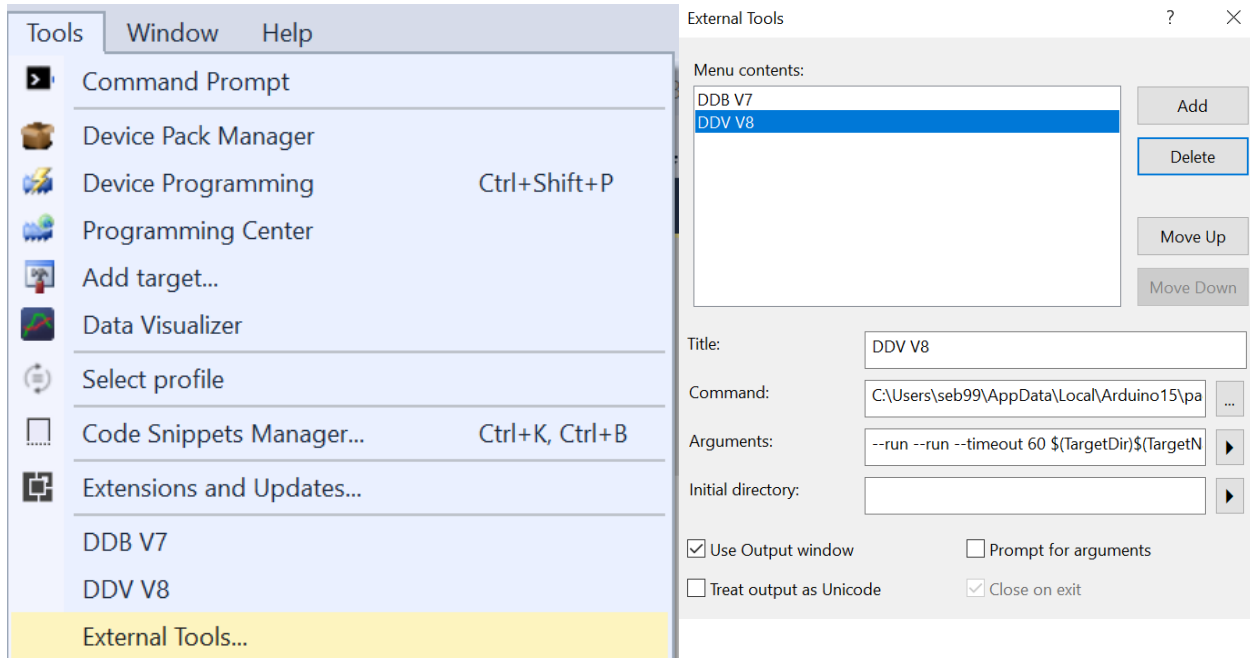 Tools Window Help
Command Prompt
Device Pack Manager
Device Programming Ctrl+Shift+P
Programming Center
Add target...
Data Visualizer
Select profile
Code Snippets Manager... Ctrl+K, Ctrl+B
Extensions and Updates...
DDB V7
DDV V8
External Tools...
External Tools ?
Menu contents:
DDB V7
DDV V8
Add
Delete
Move Up
Move Down
Title: DDV V8
Command: C:\Users\seb99\AppData\Local\Arduino15\pa ...
Arguments: --run --run --timeout 60 $(TargetDir)$(TargetN
Initial directory:
Use Output window Prompt for arguments
Treat output as Unicode Close on exit